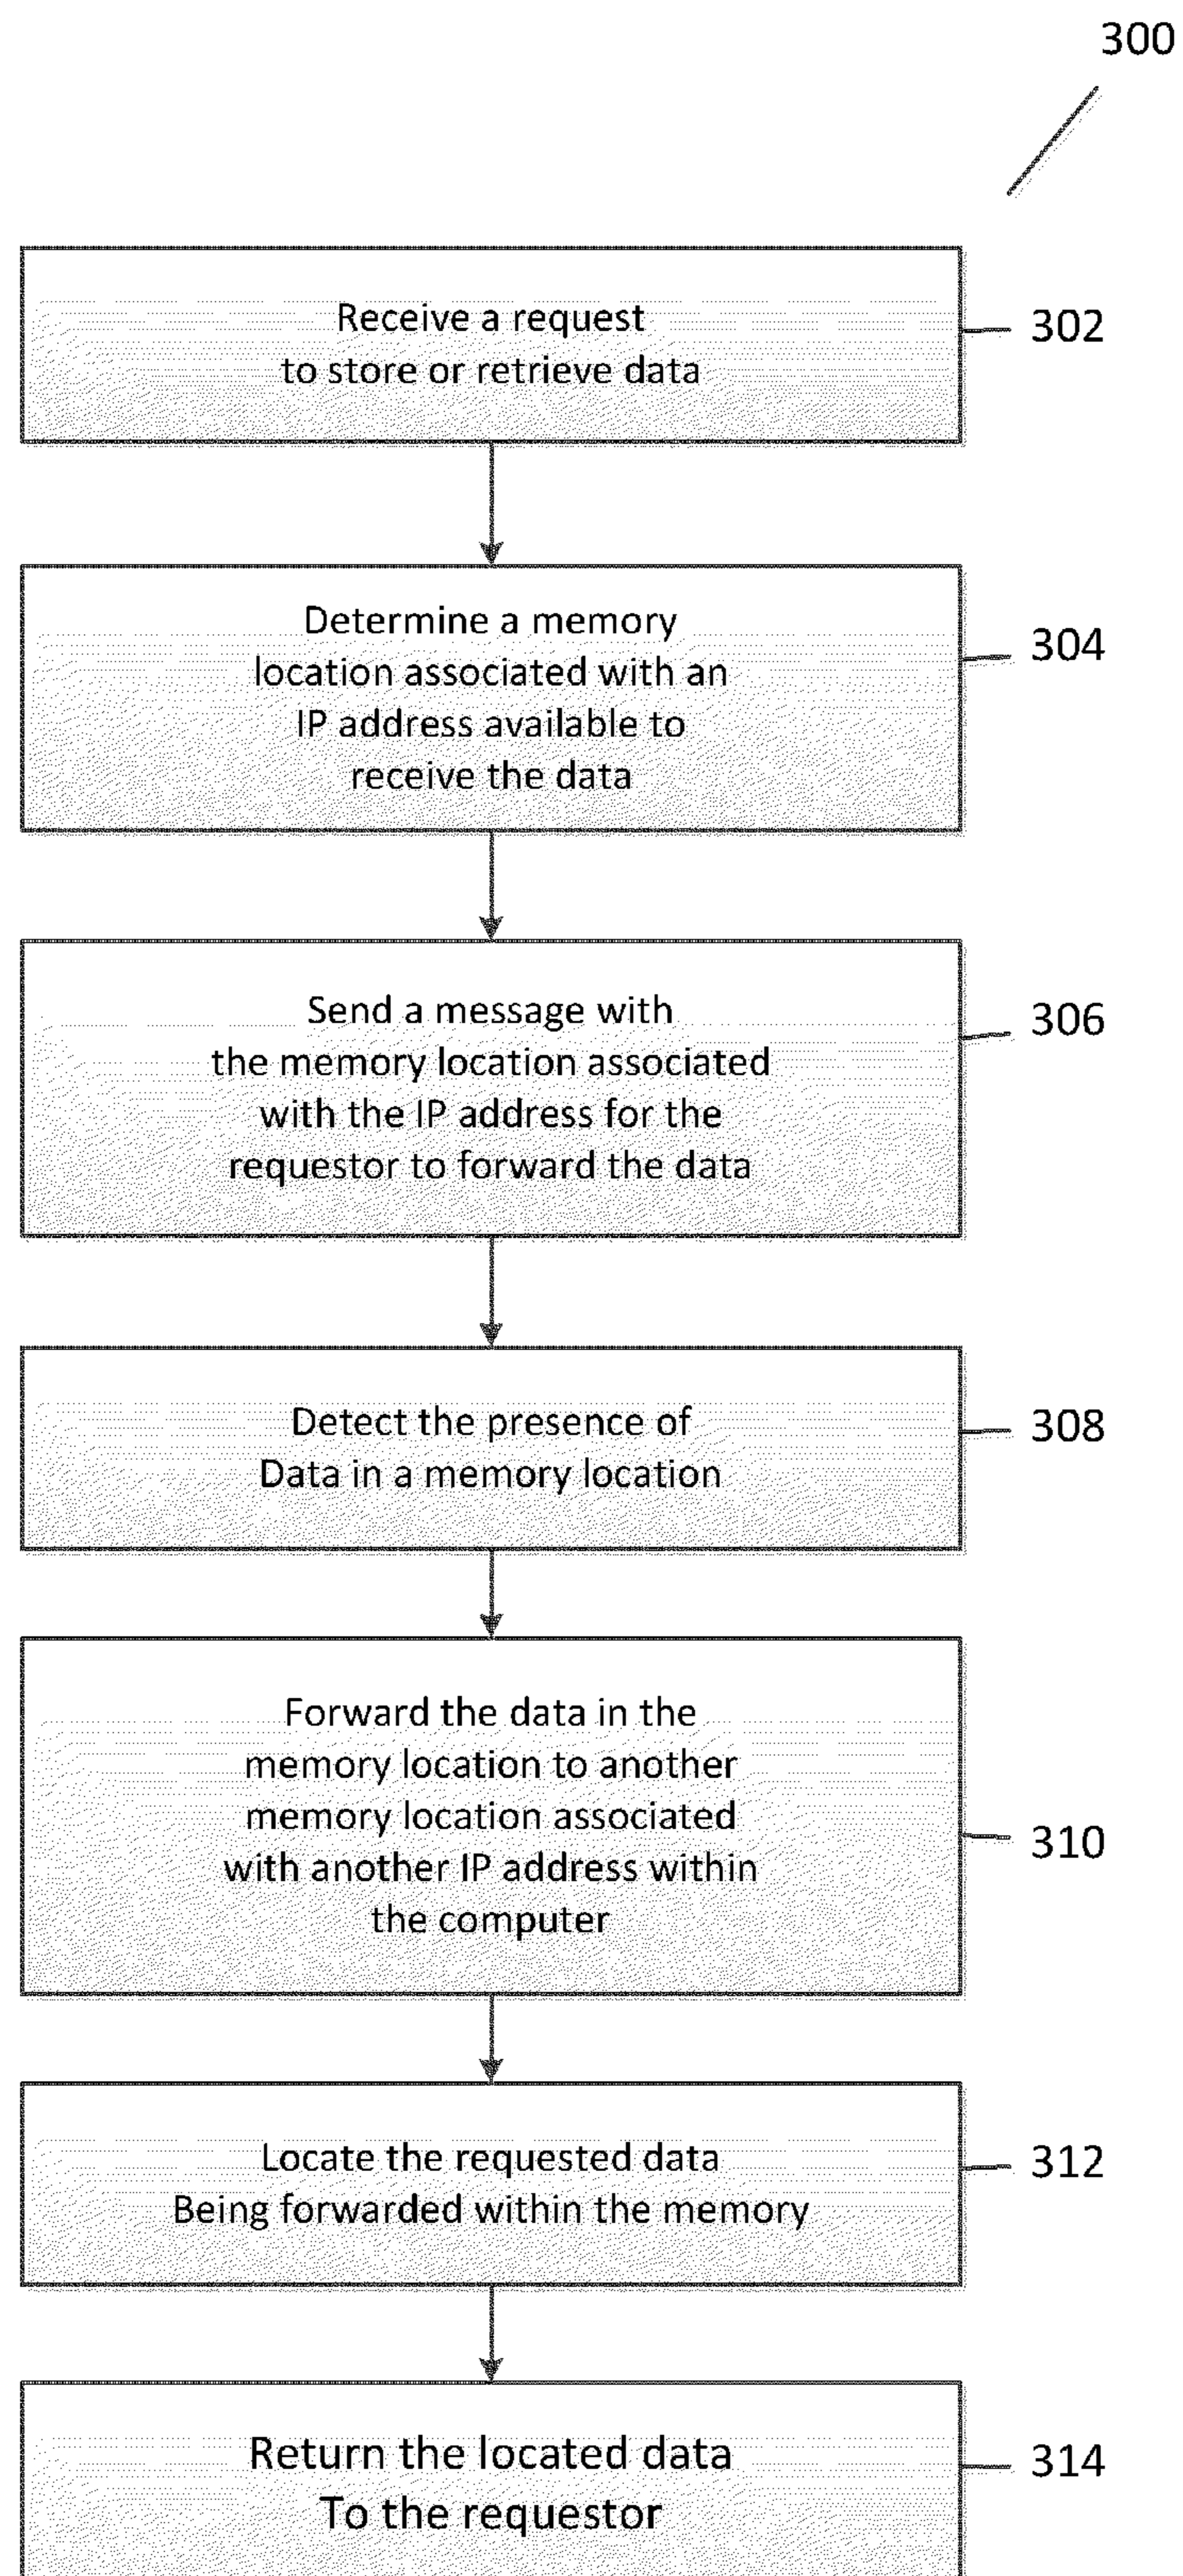 300
Receive a request
to store or retrieve data
302
Determine a memory
location associated with an
IP address available to
receive the data
304
Send a message with
the memory location associated
with the IP address for the
requestor to forward the data
306
Detect the presence of
Data in a memory location
308
Forward the data in the
memory location to another
memory location associated
with another IP address within
the computer
310
Locate the requested data
Being forwarded within the memory
312
Return the located data
To the requestor
314